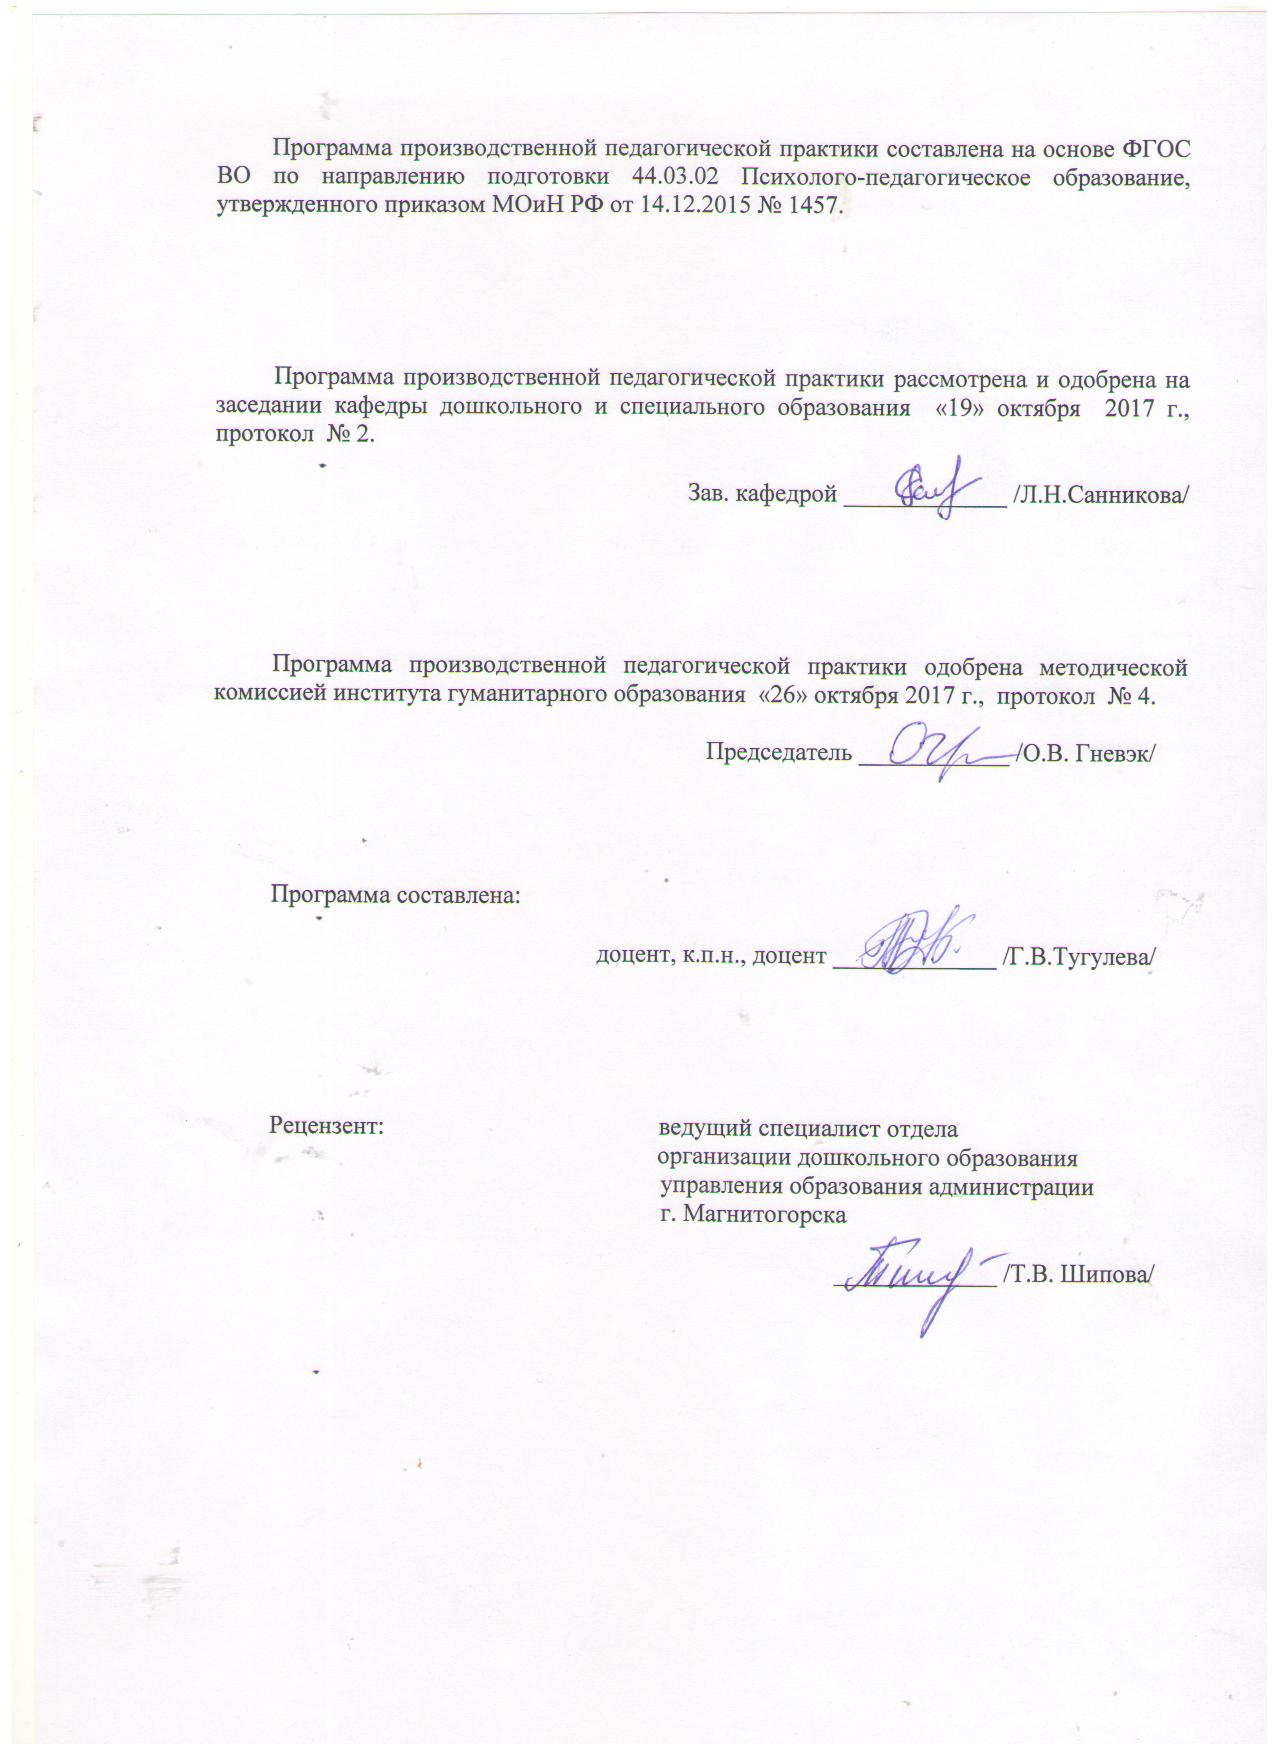 Программа производственной педагогической практики составлена на основе ФГОС
ВО по направлению подготовки 44.03.02 Психолого-педагогическое образование,
утвержденного приказом МОиН РФ от 14.12.2015 № 1457.
Программа производственной педагогической практики рассмотрена и одобрена на
заседании кафедры дошкольного и специального образования «19» октября 2017 г.,
протокол № 2.
Зав. кафедрой _____________ /Л.Н.Санникова/
Программа производственной педагогической практики одобрена методической
комиссией института гуманитарного образования «26» октября 2017 г., протокол № 4.
Председатель ____________ /О.В. Гневэк/
Программа составлена:
доцент, к.п.н., доцент _____________ /Г.В.Тугулева/
Рецензент: ведущий специалист отдела
организации дошкольного образования
управления образования администрации
г. Магнитогорска
_____________ /Т.В. Шипова/